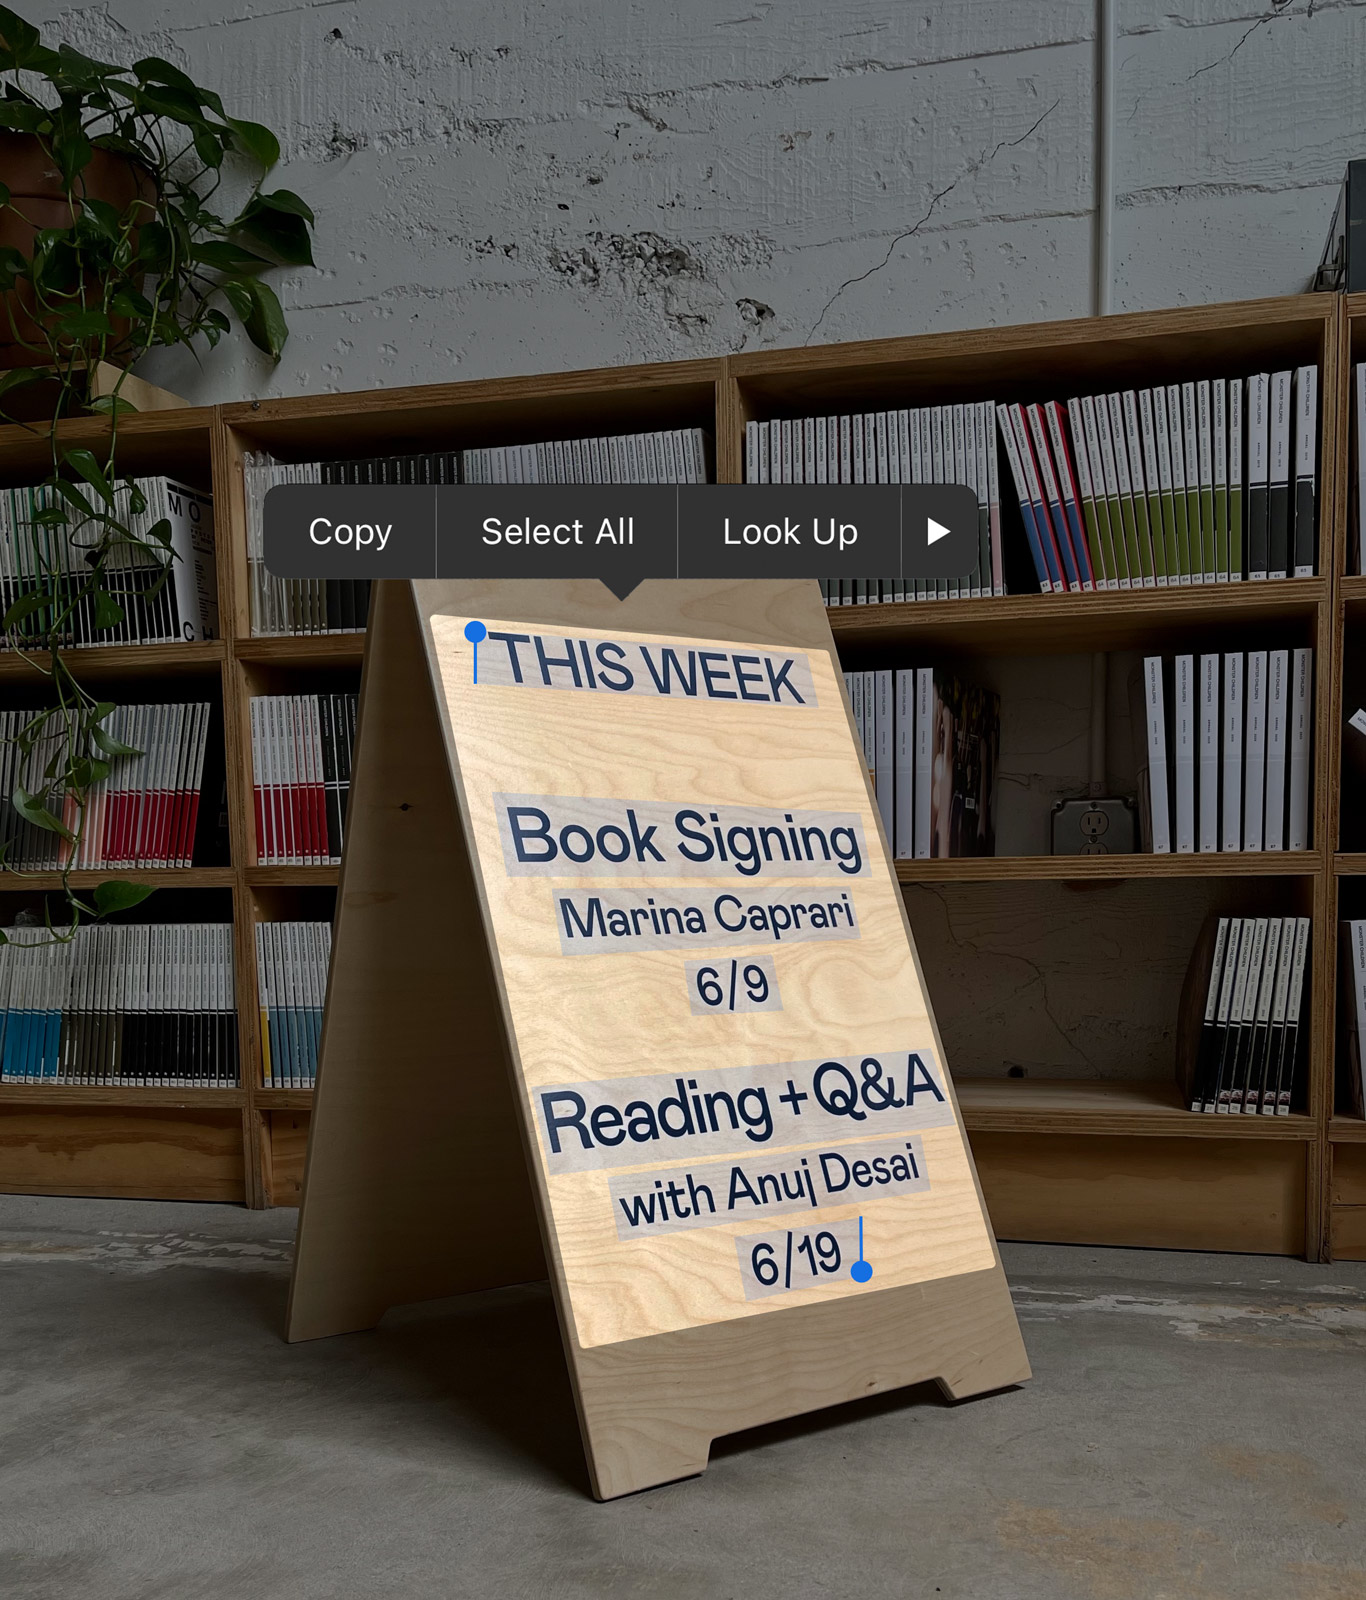 Copy
Select All
Look Up
THIS WEEK
Book Signing
Marina Caprari
6/9
Reading + Q&A
with Anuj Desai
6/19